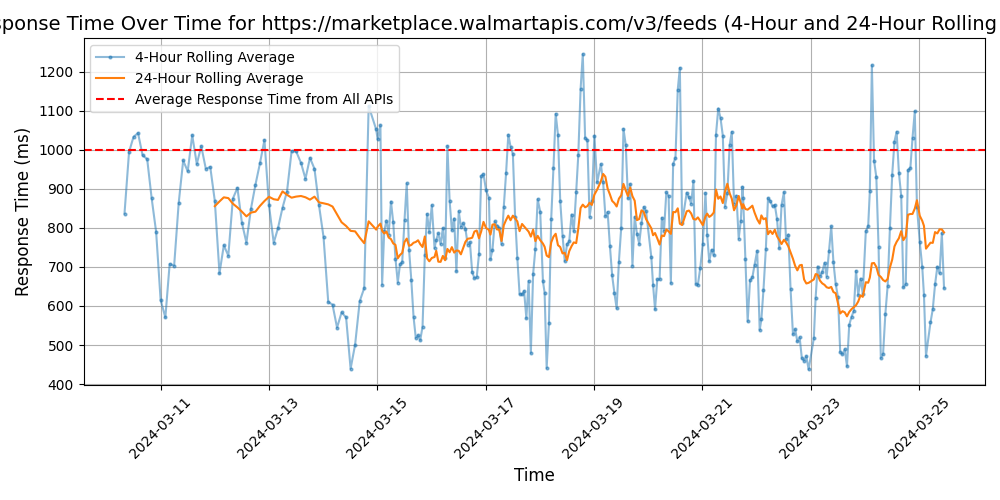 sponse Time Over Time for https://marketplace.walmartapis.com/v3/feeds (4-Hour and 24-Hour Rolling
4-Hour Rolling Average
24-Hour Rolling Average
Average Response Time from All APIs
Response Time (ms)
1200
1100
1000
900
800
700
600
500
400
2024-03-11
2024-03-13
2024-03-15
2024-03-17
2024-03-19
2024-03-21
2024-03-23
2024-03-25
Time